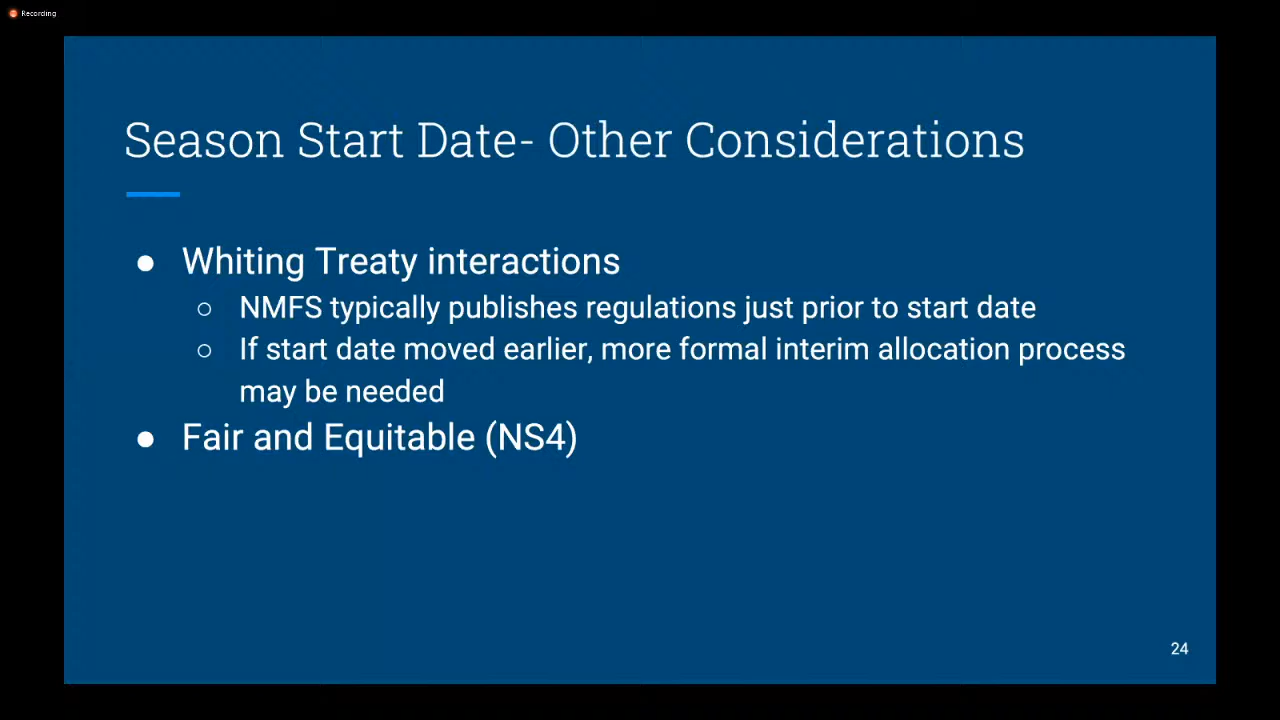 Recording
Season Start Date- Other Considerations
● Whiting Treaty interactions
○ NMFS typically publishes regulations just prior to start date
○ If start date moved earlier, more formal interim allocation process
may be needed
● Fair and Equitable (NS4)
24